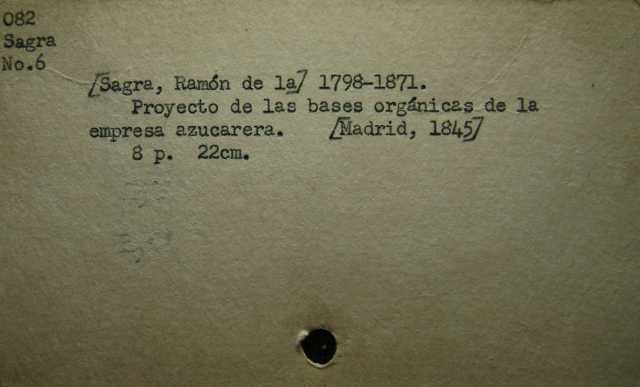 082
Sagra
No.6
[Sagra, Ramón de la] 1798-1871.
Proyecto de las bases orgánicas de la
empresa azucarera. [Madrid, 1845]
8 p. 22cm.